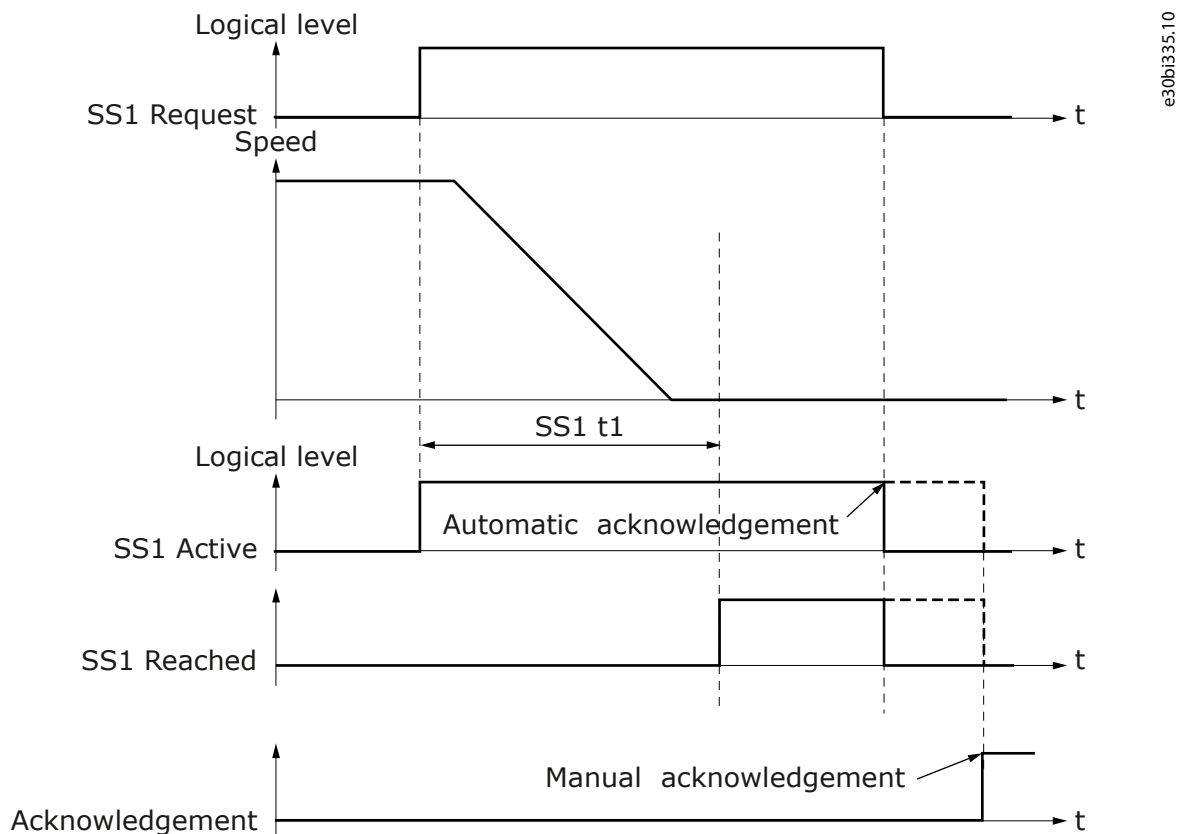 Logical level
e30bi335.10
SS1 Request
t
Speed
t
SS1 t1
Logical level
Automatic acknowledgement
SS1 Active
t
SS1 Reached
t
Manual acknowledgement
Acknowledgement
t